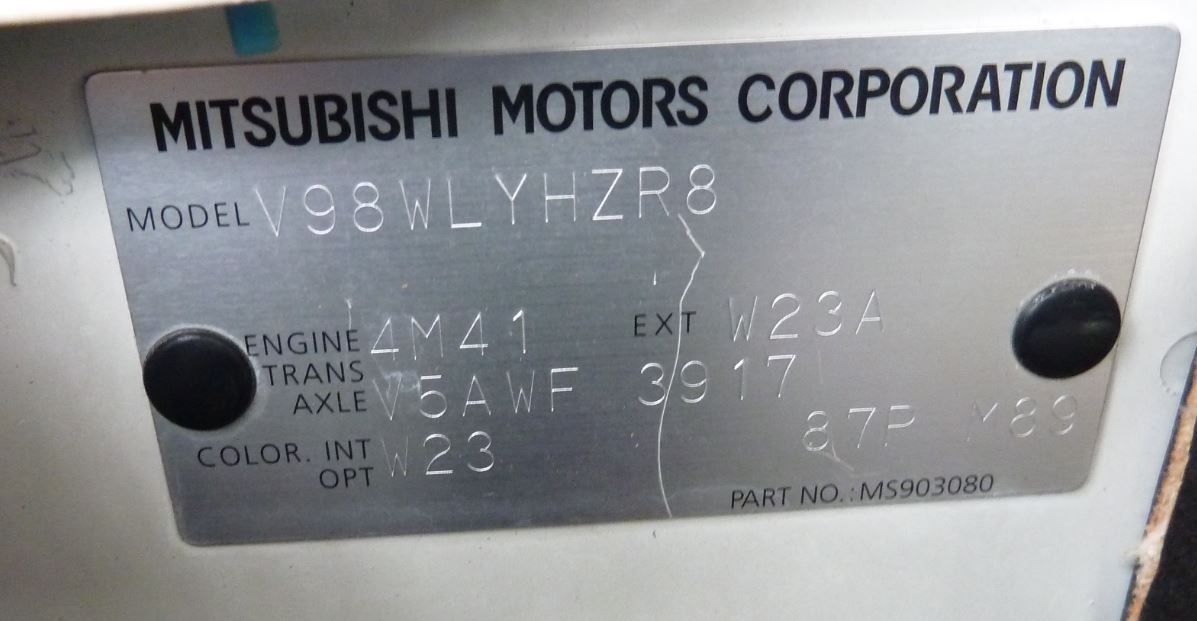 MITSUBISHI MOTORS CORPORATION
MODEL V98WLYHZR8
ENGINE 4M41 EXT W23A
TRANS
AXLE V5AWF 3917
COLOR. INT W23 87P M89
OPT
PART NO.:MS903080